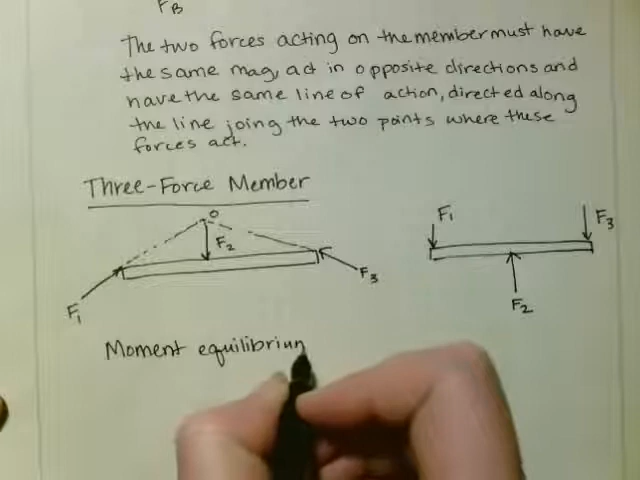 FB
The two forces acting on the member must have
the same mag, act in opposite directions and
have the same line of action, directed along
the line joing the two points where these
forces act.
Three-Force Member
O
F2
F1
F3
F1
F3
F2
Moment equilibrium